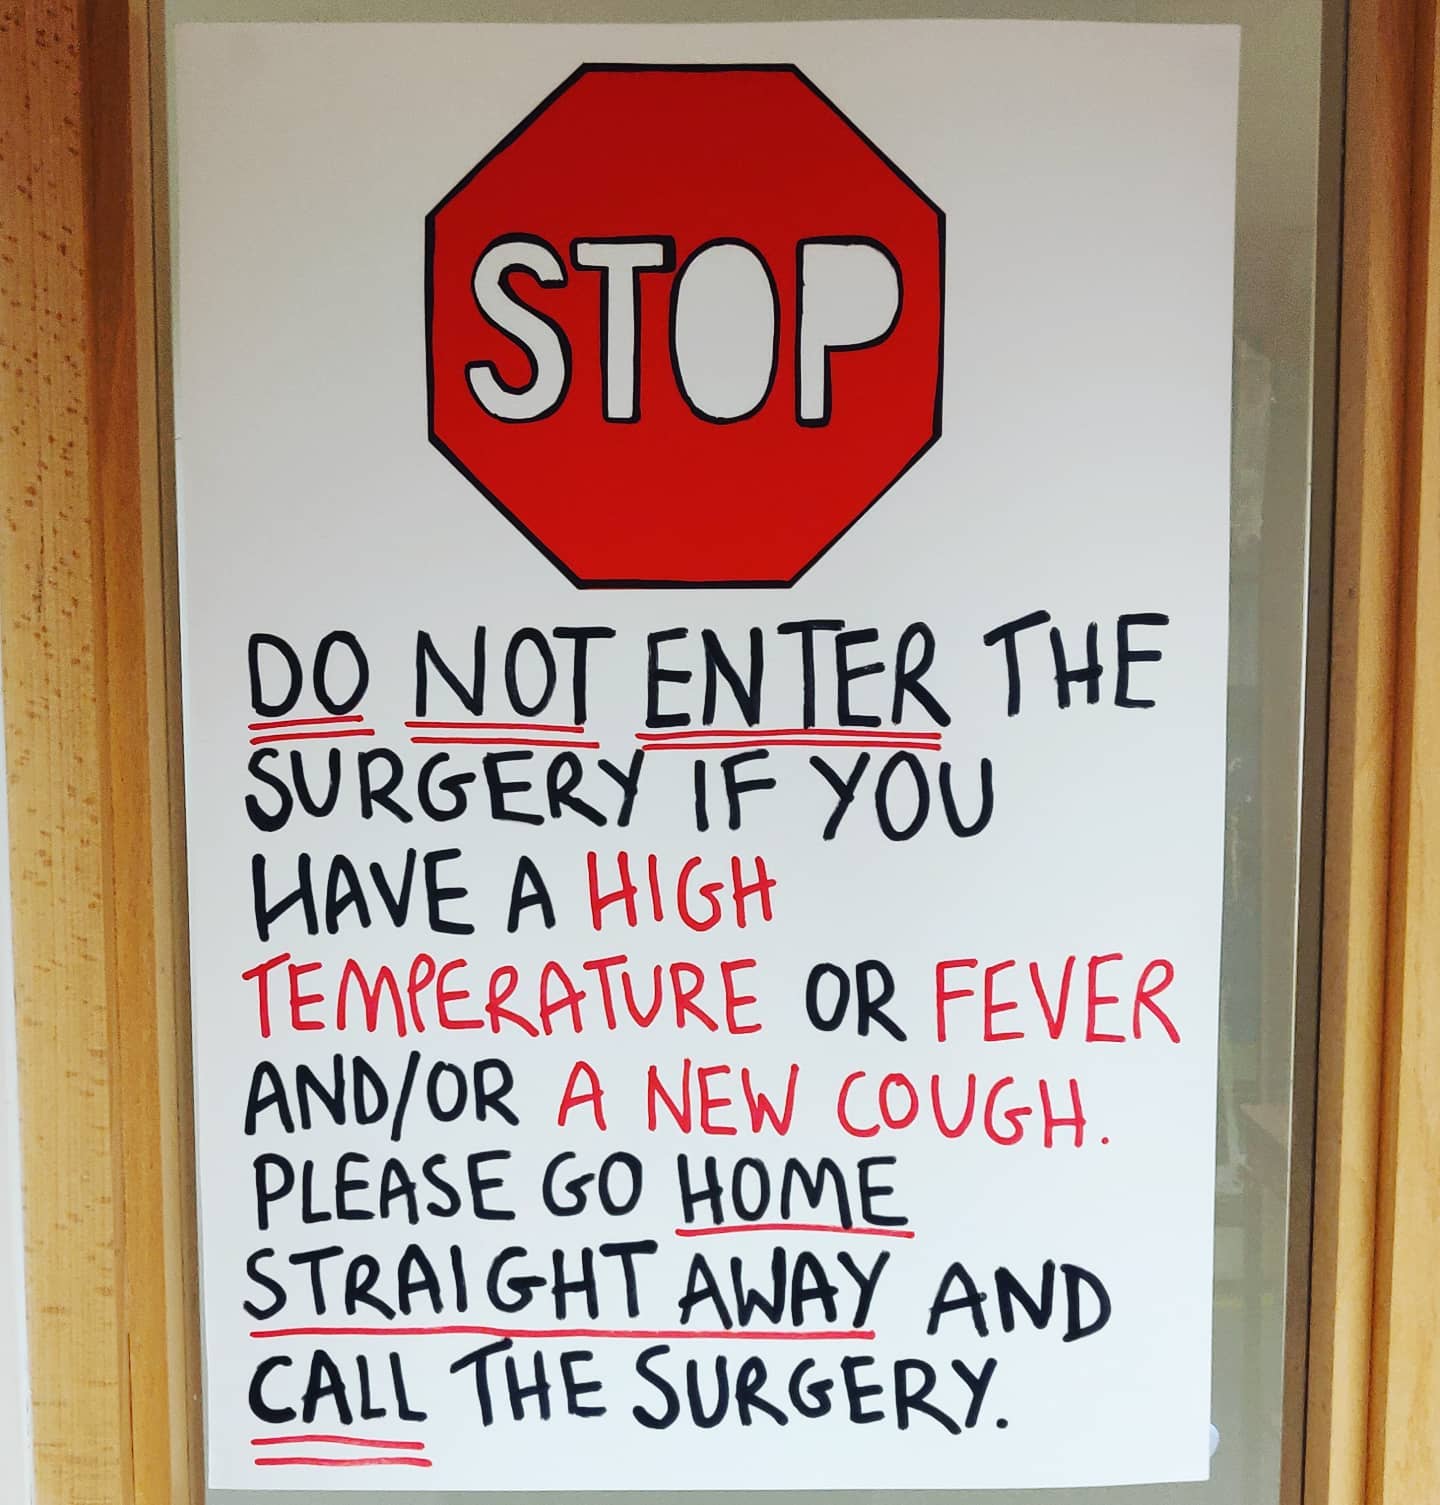 STOP
DO NOT ENTER THE
SURGERY IF YOU
HAVE A HIGH
TEMPERATURE OR FEVER
AND/OR A NEW COUGH.
PLEASE GO HOME
STRAIGHT AWAY AND
CALL THE SURGERY.